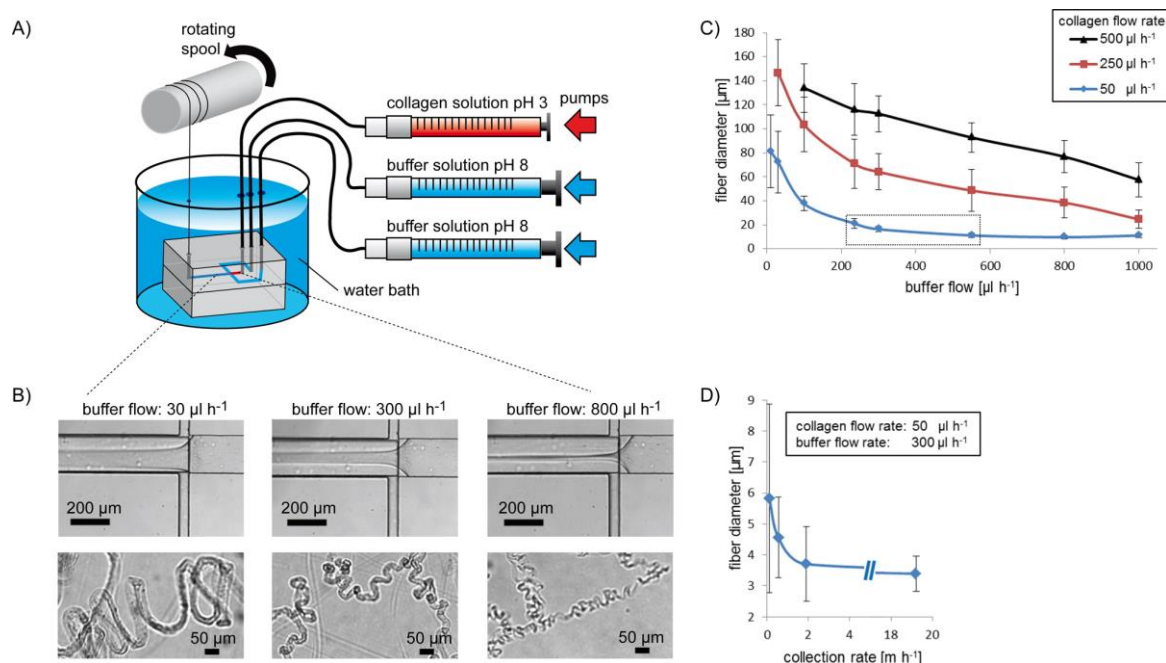 A)
rotating
spool
collagen solution pH 3
pumps
buffer solution pH 8
buffer solution pH 8
water bath
B)
buffer flow: 30 µl h⁻¹
buffer flow: 300 µl h⁻¹
buffer flow: 800 µl h⁻¹
200 µm
200 µm
200 µm
50 µm
50 µm
50 µm
C)
collagen flow rate:
500 µl h⁻¹
250 µl h⁻¹
50 µl h⁻¹
fiber diameter [µm]
180
160
140
120
100
80
60
40
20
0
0 200 400 600 800 1000
buffer flow [µl h⁻¹]
D)
collagen flow rate: 50 µl h⁻¹
buffer flow rate: 300 µl h⁻¹
fiber diameter [µm]
9
8
7
6
5
4
3
2
0 2 4 18 20
collection rate [m h⁻¹]